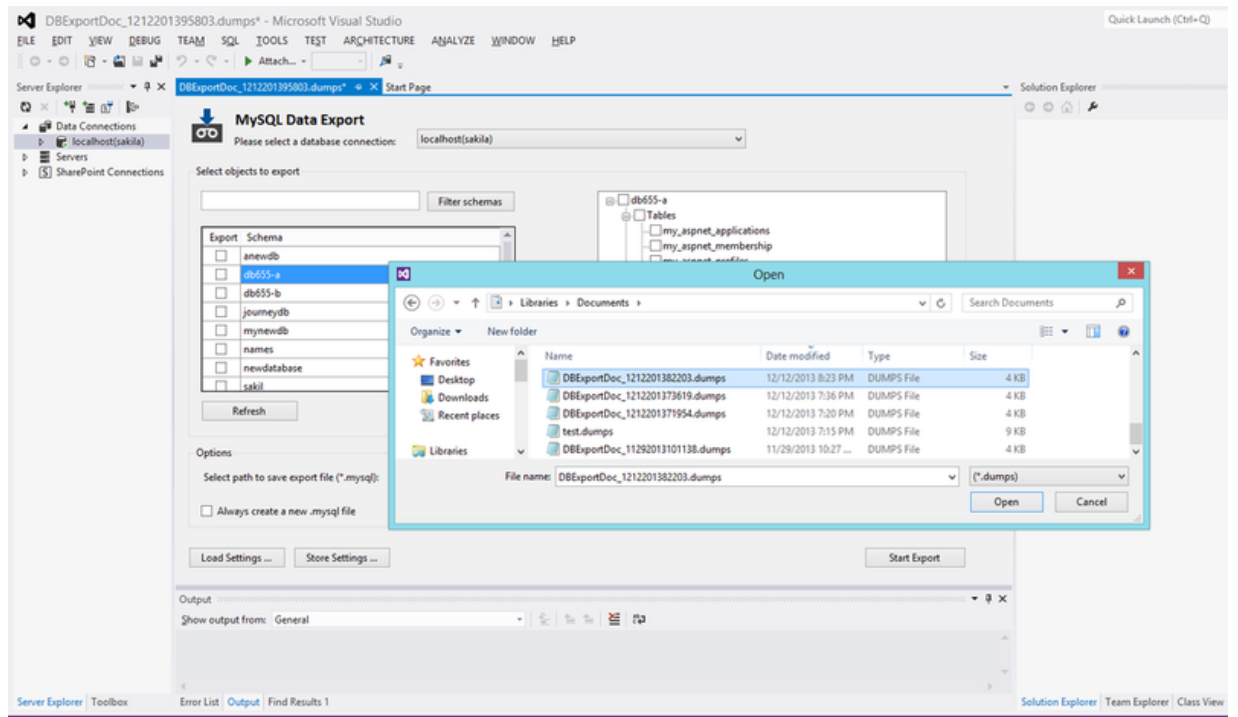 DBExportDoc_1212201395803.dumps* - Microsoft Visual Studio
Quick Launch (Ctrl+Q)
FILE EDIT VIEW DEBUG TEAM SQL TOOLS TEST ARCHITECTURE ANALYZE WINDOW HELP
Attach...
Server Explorer
DBExportDoc_1212201395803.dumps*
Start Page
Solution Explorer
Data Connections
localhost(sakila)
Servers
SharePoint Connections
MySQL Data Export
Please select a database connection:
localhost(sakila)
Select objects to export
Filter schemas
Export Schema
anewdb
db655-a
db655-b
journeydb
mynewdb
names
newdatabase
sakil
Refresh
db655-a
Tables
my_aspnet_applications
my_aspnet_membership
my_aspnet_profiles
Open
Libraries Documents
Search Documents
Organize
New folder
Favorites
Desktop
Downloads
Recent places
Libraries
Name Date modified Type Size
DBExportDoc_1212201382203.dumps 12/12/2013 8:23 PM DUMPS File 4 KB
DBExportDoc_1212201373619.dumps 12/12/2013 7:36 PM DUMPS File 4 KB
DBExportDoc_1212201371954.dumps 12/12/2013 7:20 PM DUMPS File 4 KB
test.dumps 12/12/2013 7:15 PM DUMPS File 9 KB
DBExportDoc_11292013101138.dumps 11/29/2013 10:27 ... DUMPS File 4 KB
File name: DBExportDoc_1212201382203.dumps
(*.dumps)
Open
Cancel
Options
Select path to save export file (*.mysql):
Always create a new .mysql file
Load Settings ...
Store Settings ...
Start Export
Output
Show output from: General
Server Explorer Toolbox
Error List Output Find Results 1
Solution Explorer Team Explorer Class View